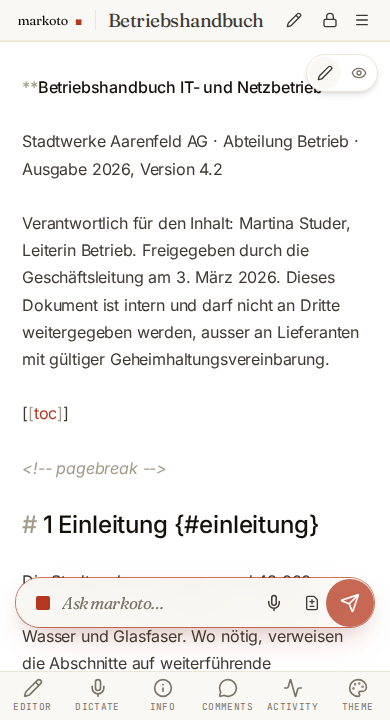 markoto
Betriebshandbuch
**Betriebshandbuch IT- und Netzbetrieb
Stadtwerke Aarenfeld AG · Abteilung Betrieb ·
Ausgabe 2026, Version 4.2
Verantwortlich für den Inhalt: Martina Studer,
Leiterin Betrieb. Freigegeben durch die
Geschäftsleitung am 3. März 2026. Dieses
Dokument ist intern und darf nicht an Dritte
weitergegeben werden, ausser an Lieferanten
mit gültiger Geheimhaltungsvereinbarung.
[[toc]]
<!-- pagebreak -->
# 1 Einleitung {#einleitung}
Ask markoto...
Wasser und Glasfaser. Wo nötig, verweisen
die Abschnitte auf weiterführende
EDITOR
DICTATE
INFO
COMMENTS
ACTIVITY
THEME